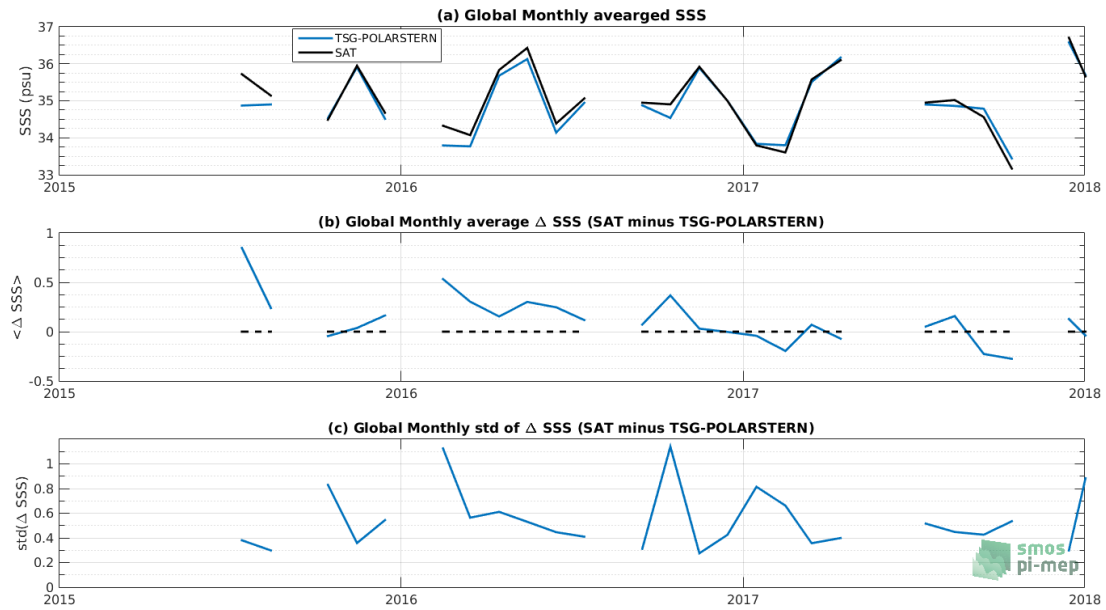 (a) Global Monthly avearged SSS
37
36
35
34
33
SSS (psu)
TSG-POLARSTERN
SAT
2015
2016
2017
2018
(b) Global Monthly average Δ SSS (SAT minus TSG-POLARSTERN)
1
0.5
0
-0.5
<Δ SSS>
2015
2016
2017
2018
(c) Global Monthly std of Δ SSS (SAT minus TSG-POLARSTERN)
1
0.8
0.6
0.4
0.2
0
std(Δ SSS)
smos
pi-mep
2015
2016
2017
2018